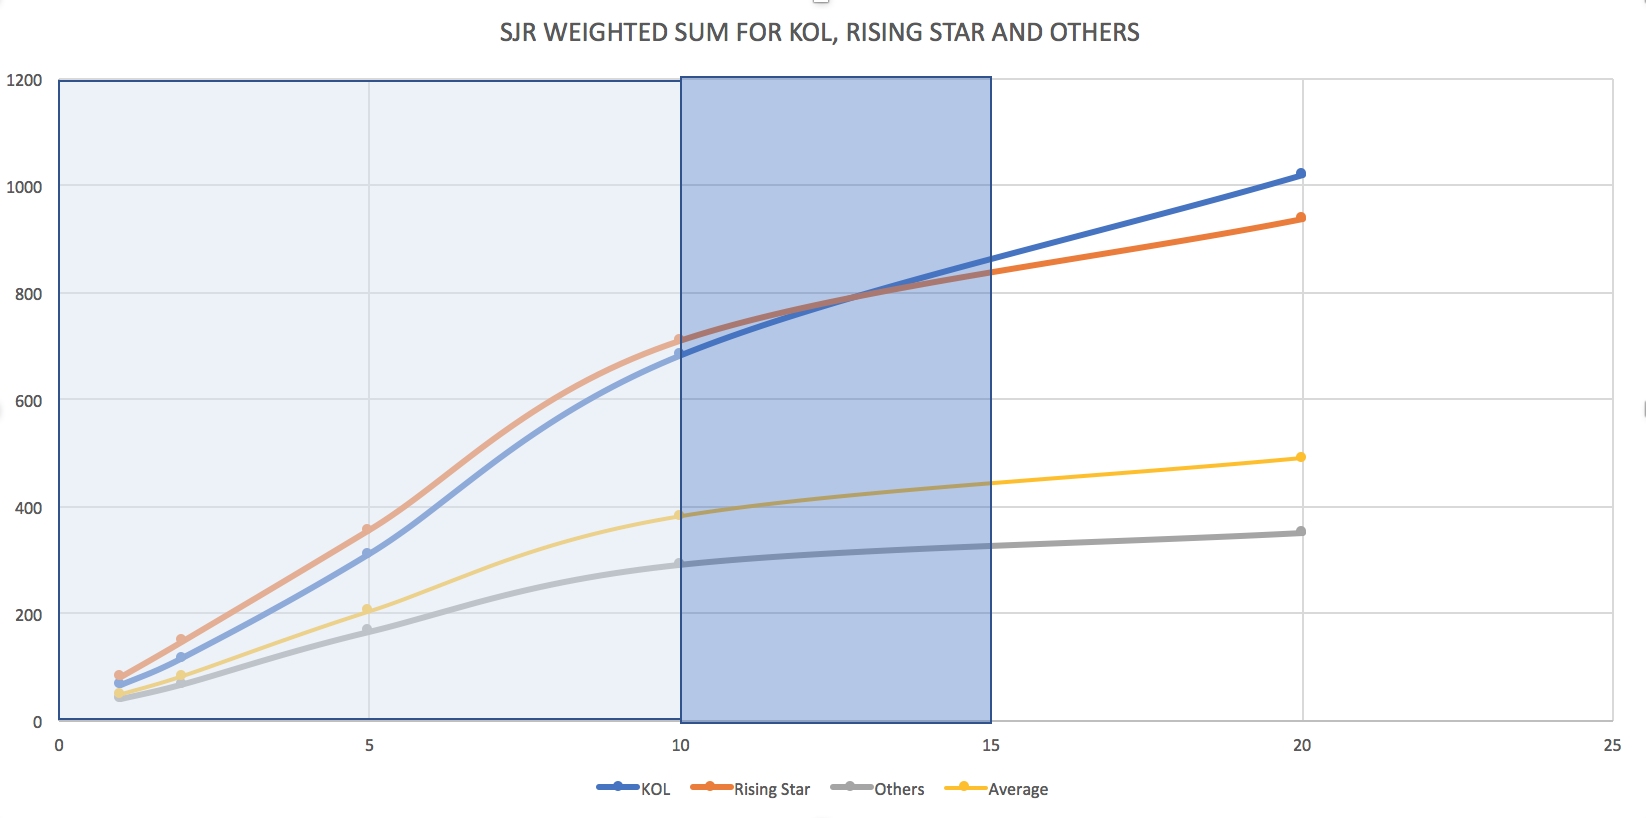 SJR WEIGHTED SUM FOR KOL, RISING STAR AND OTHERS
1200
1000
800
600
400
200
0
0 5 10 15 20 25
KOL Rising Star Others Average